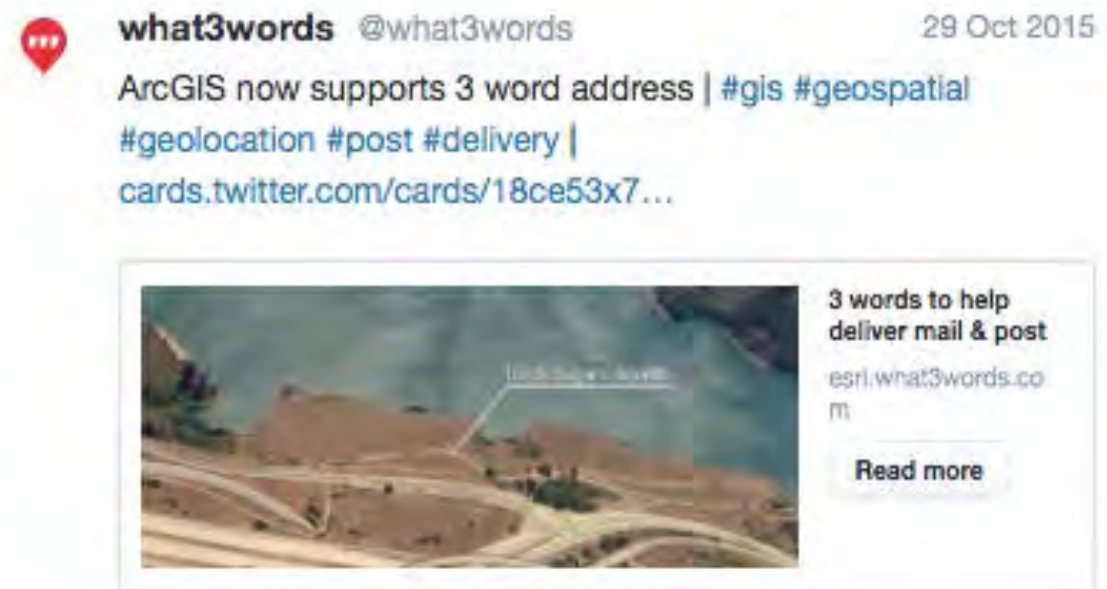 what3words @what3words 29 Oct 2015
ArcGIS now supports 3 word address | #gis #geospatial
#geolocation #post #delivery |
cards.twitter.com/cards/18ce53x7...
3 words to help
deliver mail & post
esri.what3words.co
m
Read more